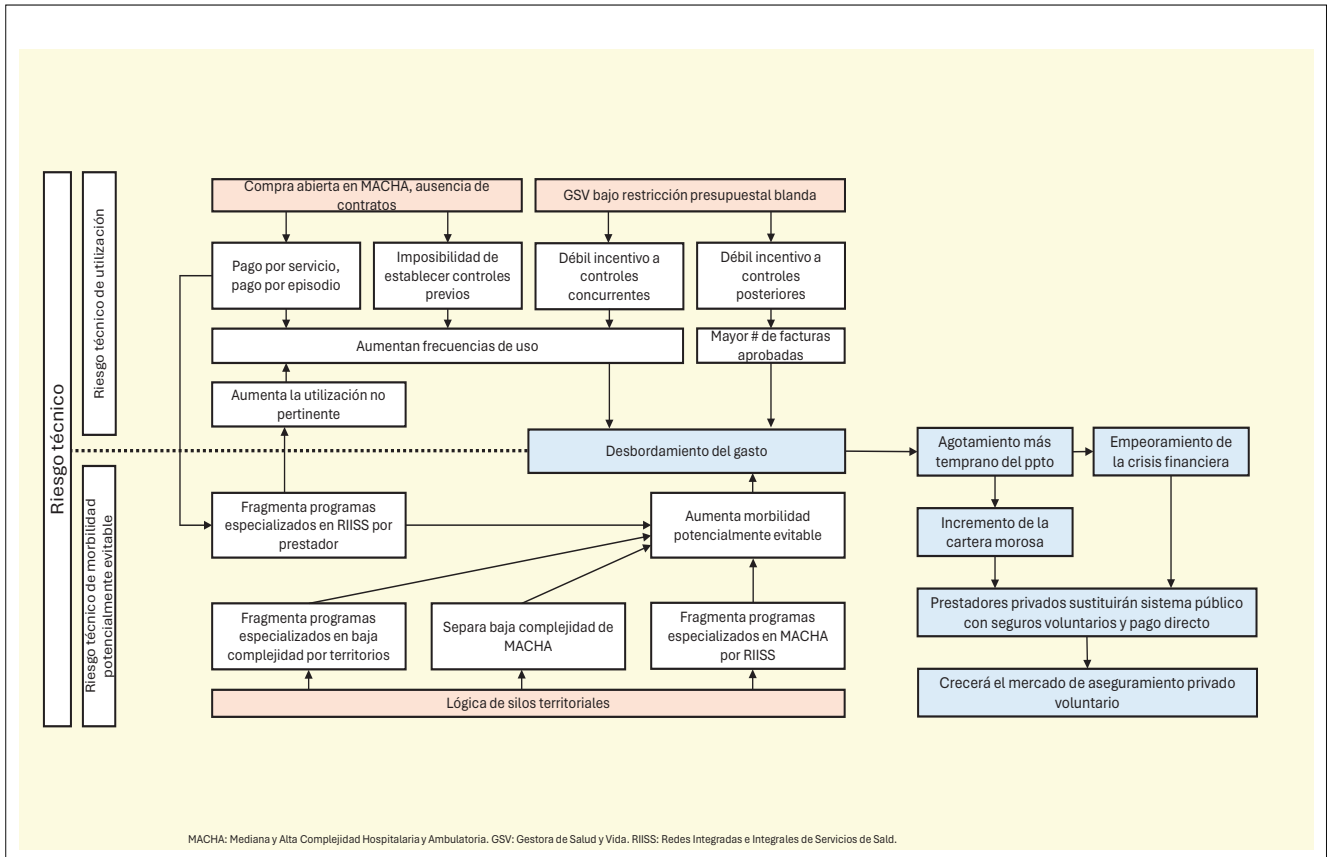 Riesgo técnico
Riesgo técnico de utilización
Riesgo técnico de morbilidad
potencialmente evitable
Compra abierta en MACHA, ausencia de
contratos
GSV bajo restricción presupuestal blanda
Pago por servicio,
pago por episodio
Imposibilidad de
establecer controles
previos
Débil incentivo a
controles
concurrentes
Débil incentivo a
controles
posteriores
Aumentan frecuencias de uso
Mayor # de facturas
aprobadas
Aumenta la utilización no
pertinente
Desbordamiento del gasto
Agotamiento más
temprano del ppto
Empeoramiento de
la crisis financiera
Fragmenta programas
especializados en RIISS por
prestador
Aumenta morbilidad
potencialmente evitable
Incremento de la
cartera morosa
Fragmenta programas
especializados en baja
complejidad por territorios
Separa baja complejidad de
MACHA
Fragmenta programas
especializados en MACHA
por RIISS
Prestadores privados sustituirán sistema público
con seguros voluntarios y pago directo
Lógica de silos territoriales
Crecerá el mercado de aseguramiento privado
voluntario
MACHA: Mediana y Alta Complejidad Hospitalaria y Ambulatoria. GSV: Gestora de Salud y Vida. RIISS: Redes Integradas e Integrales de Servicios de Sald.